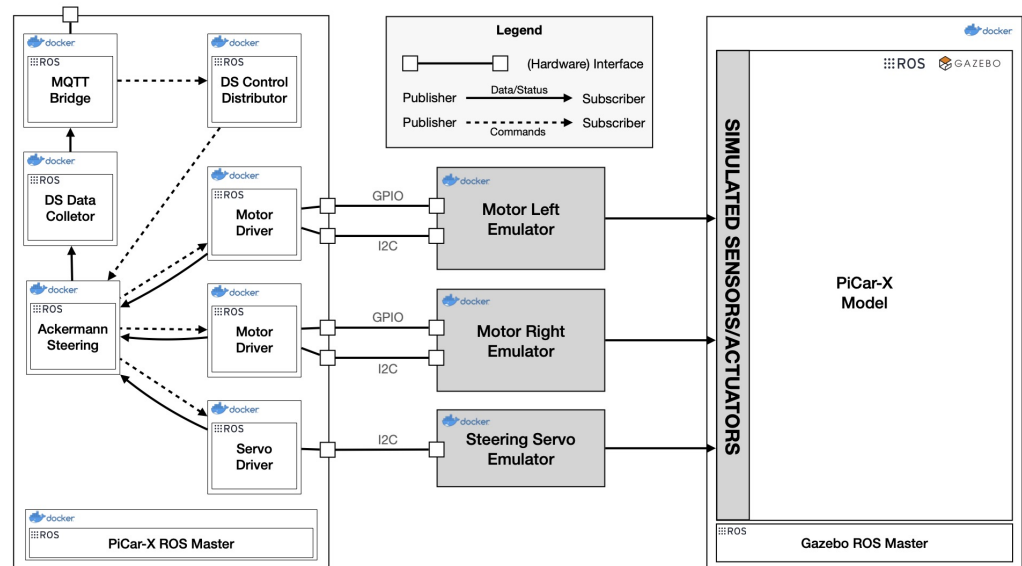 docker
ROS
MQTT
Bridge
docker
ROS
DS Control
Distributor
docker
ROS
DS Data
Colletor
docker
ROS
Motor
Driver
docker
ROS
Ackermann
Steering
docker
ROS
Motor
Driver
docker
ROS
Servo
Driver
docker
ROS
PiCar-X ROS Master
Legend
(Hardware) Interface
Publisher
Data/Status
Subscriber
Publisher
Commands
Subscriber
GPIO
I2C
docker
Motor Left
Emulator
GPIO
I2C
docker
Motor Right
Emulator
I2C
docker
Steering Servo
Emulator
docker
ROS
GAZEBO
SIMULATED SENSORS/ACTUATORS
PiCar-X
Model
ROS
Gazebo ROS Master